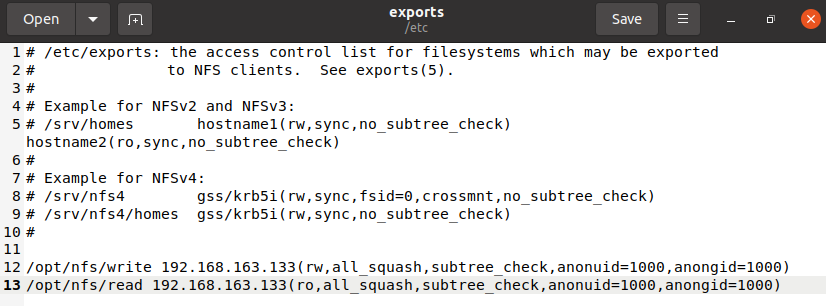 Open
exports
/etc
Save
1 # /etc/exports: the access control list for filesystems which may be exported
2 #               to NFS clients.  See exports(5).
3 #
4 # Example for NFSv2 and NFSv3:
5 # /srv/homes       hostname1(rw,sync,no_subtree_check)
hostname2(ro,sync,no_subtree_check)
6 #
7 # Example for NFSv4:
8 # /srv/nfs4        gss/krb5i(rw,sync,fsid=0,crossmnt,no_subtree_check)
9 # /srv/nfs4/homes  gss/krb5i(rw,sync,no_subtree_check)
10 #
11
12 /opt/nfs/write 192.168.163.133(rw,all_squash,subtree_check,anonuid=1000,anongid=1000)
13 /opt/nfs/read 192.168.163.133(ro,all_squash,subtree_check,anonuid=1000,anongid=1000)